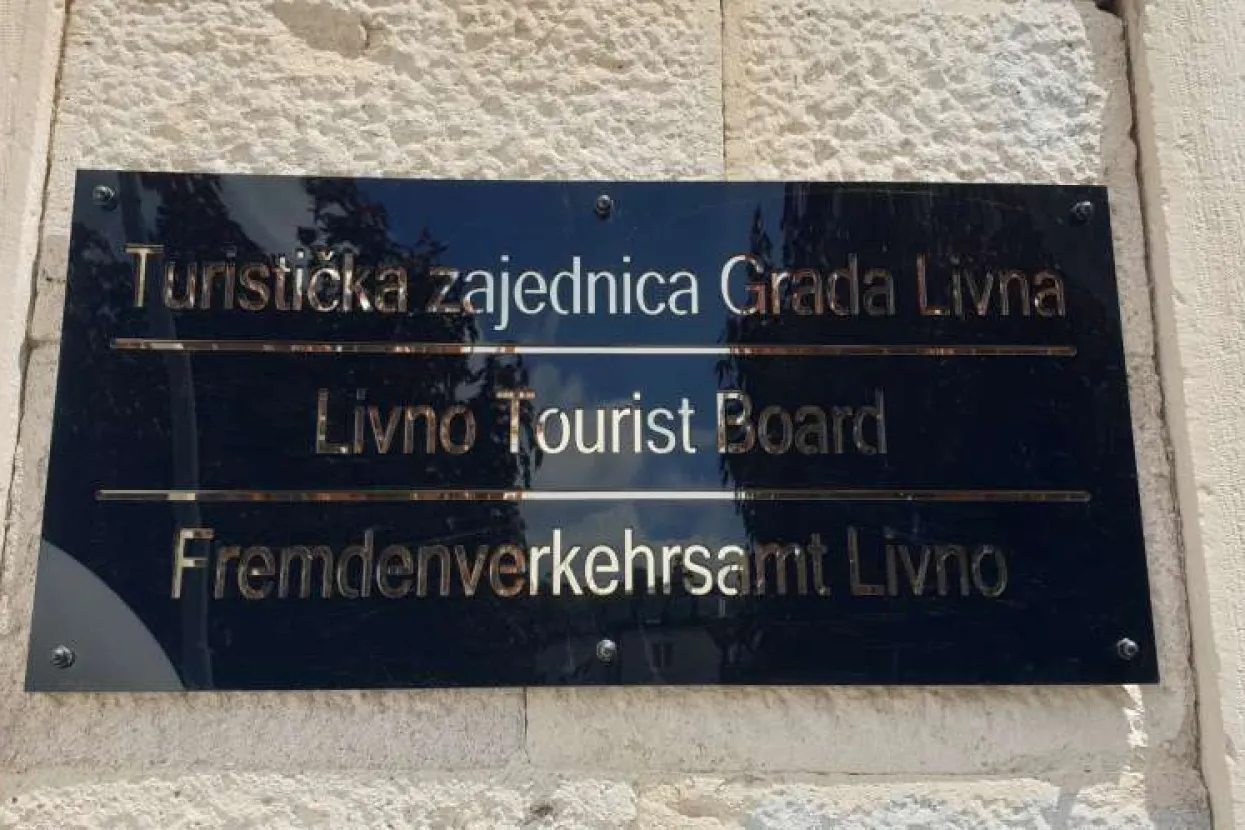 Turistička zajednica Grada Livna
Livno Tourist Board
Fremdenverkehrsamt Livno